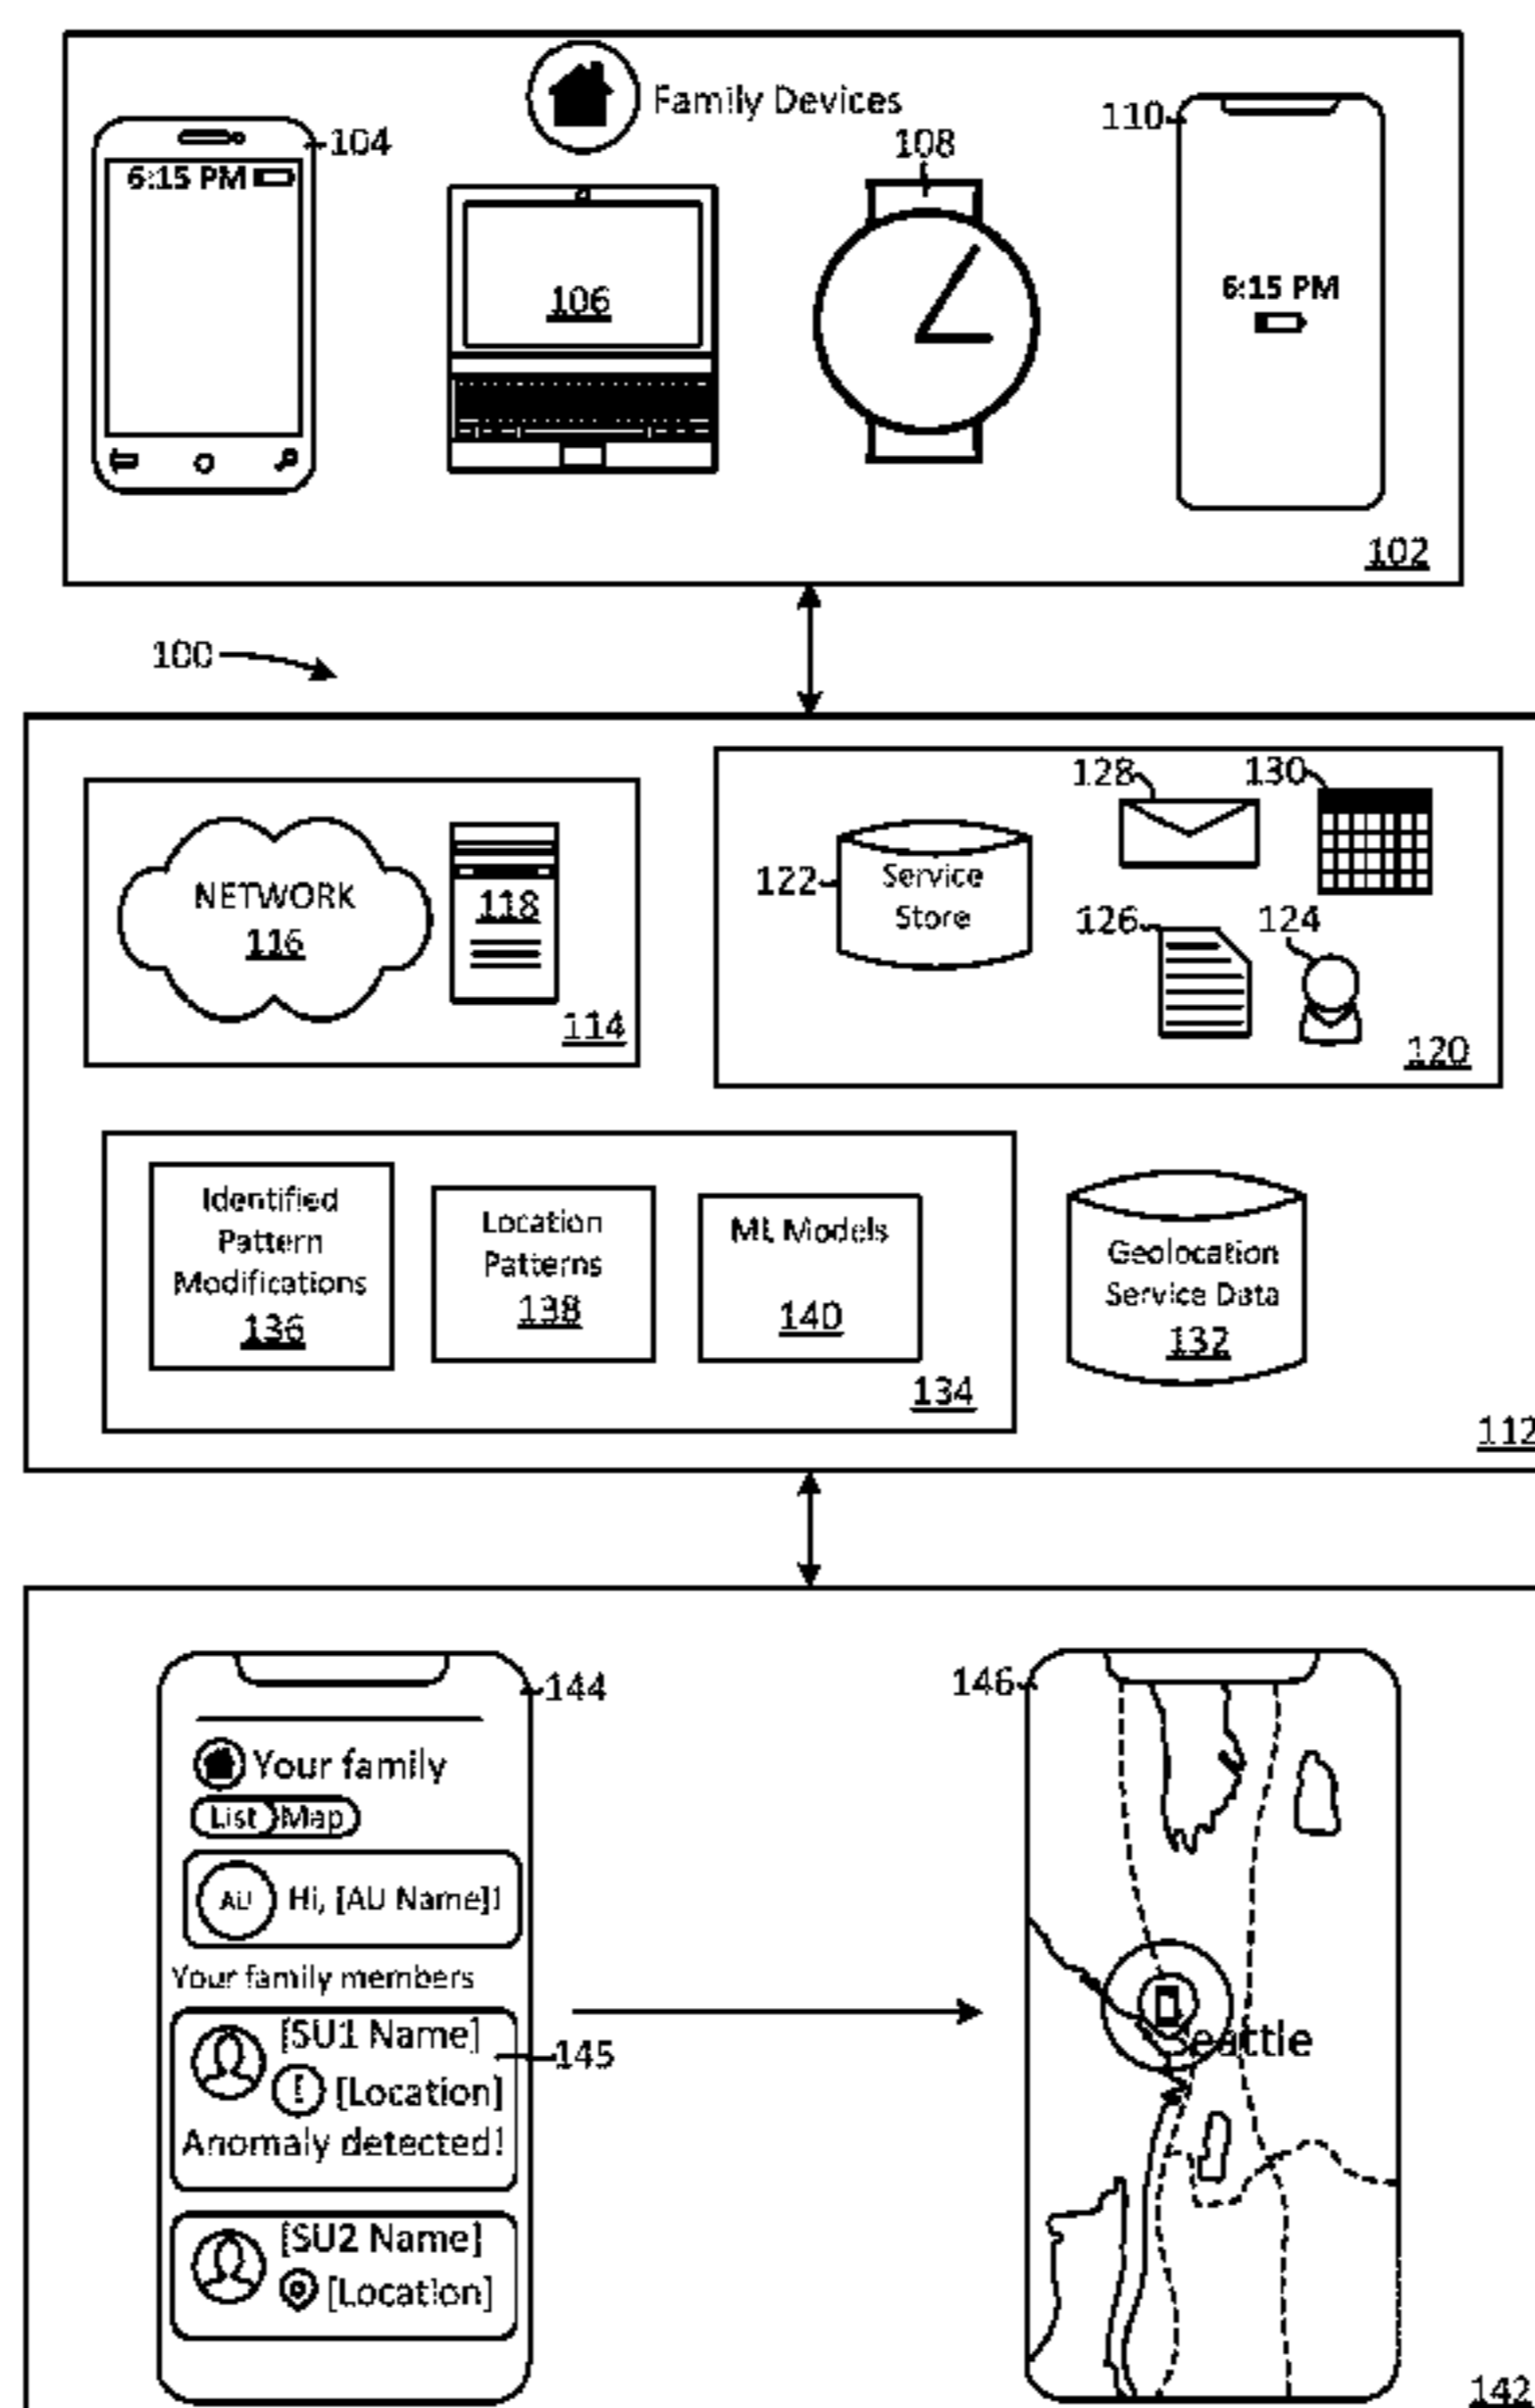 Family Devices
104
6:15 PM
106
108
110
6:15 PM
102
100
NETWORK
116
118
114
122
Service
Store
128
130
126
124
120
Identified
Pattern
Modifications
136
Location
Patterns
138
ML Models
140
134
Geolocation
Service Data
132
112
144
Your family
List Map
AU Hi, [AU Name]!
Your family members
[SU1 Name]
! [Location]
Anomaly detected!
145
[SU2 Name]
[Location]
146
Seattle
142